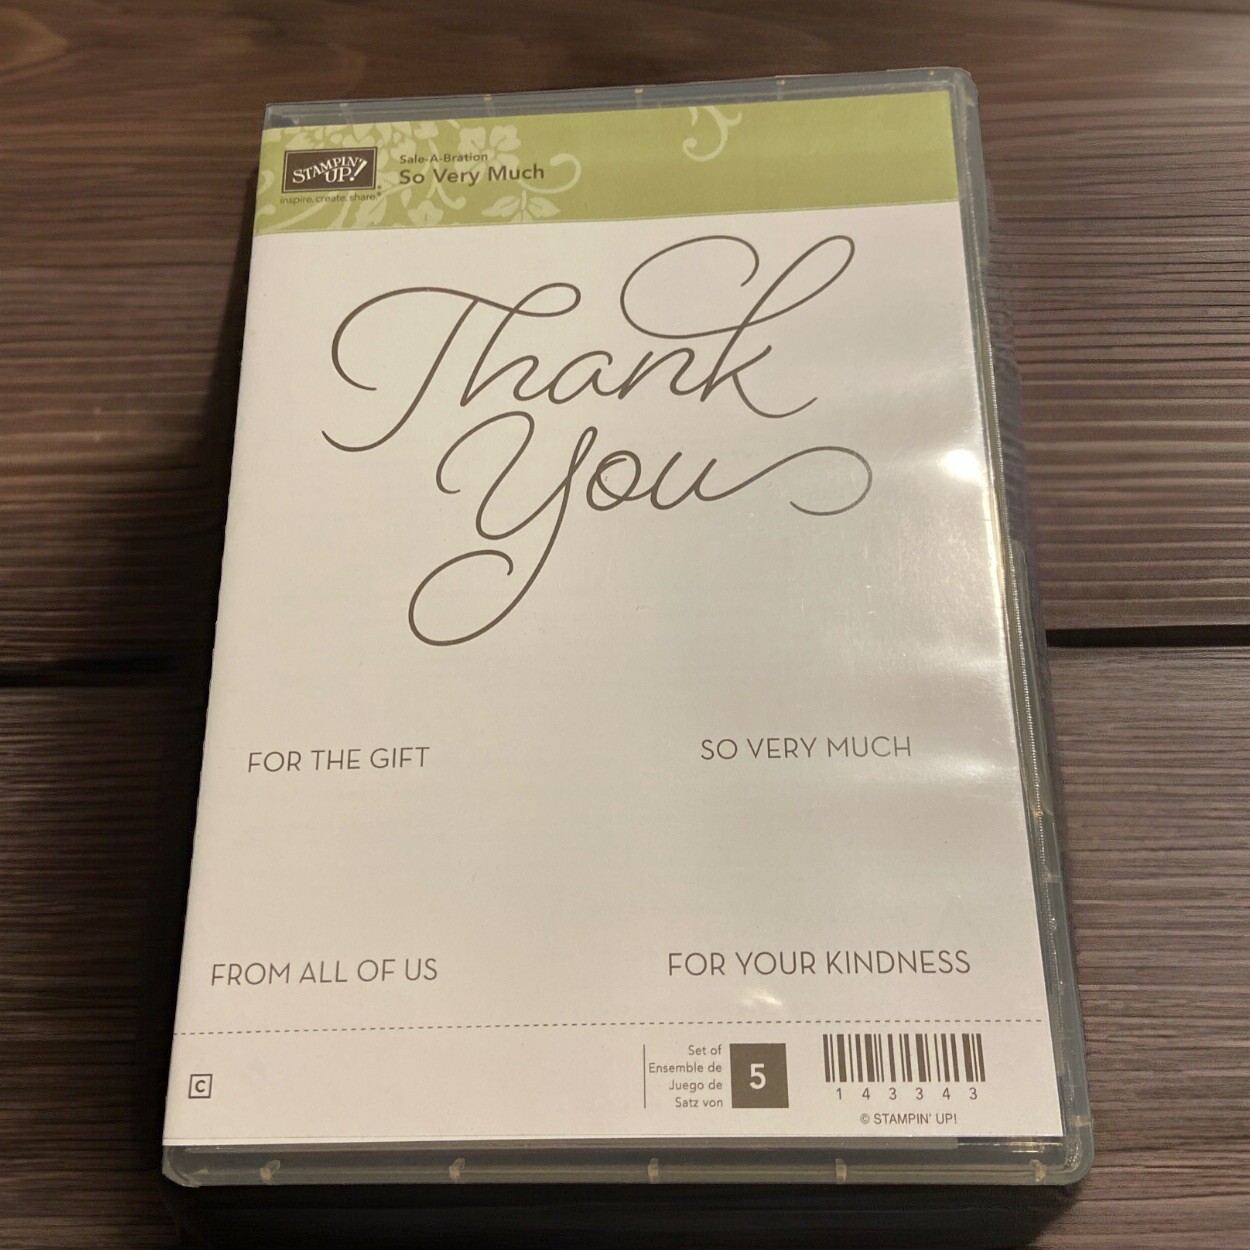 STAMPIN' UP!®
inspire. create. share.®
Sale-A-Bration
So Very Much
Thank
You
FOR THE GIFT
SO VERY MUCH
FROM ALL OF US
FOR YOUR KINDNESS
C
Set of
Ensemble de
Juego de
Satz von
5
1 4 3 3 4 3
© STAMPIN' UP!